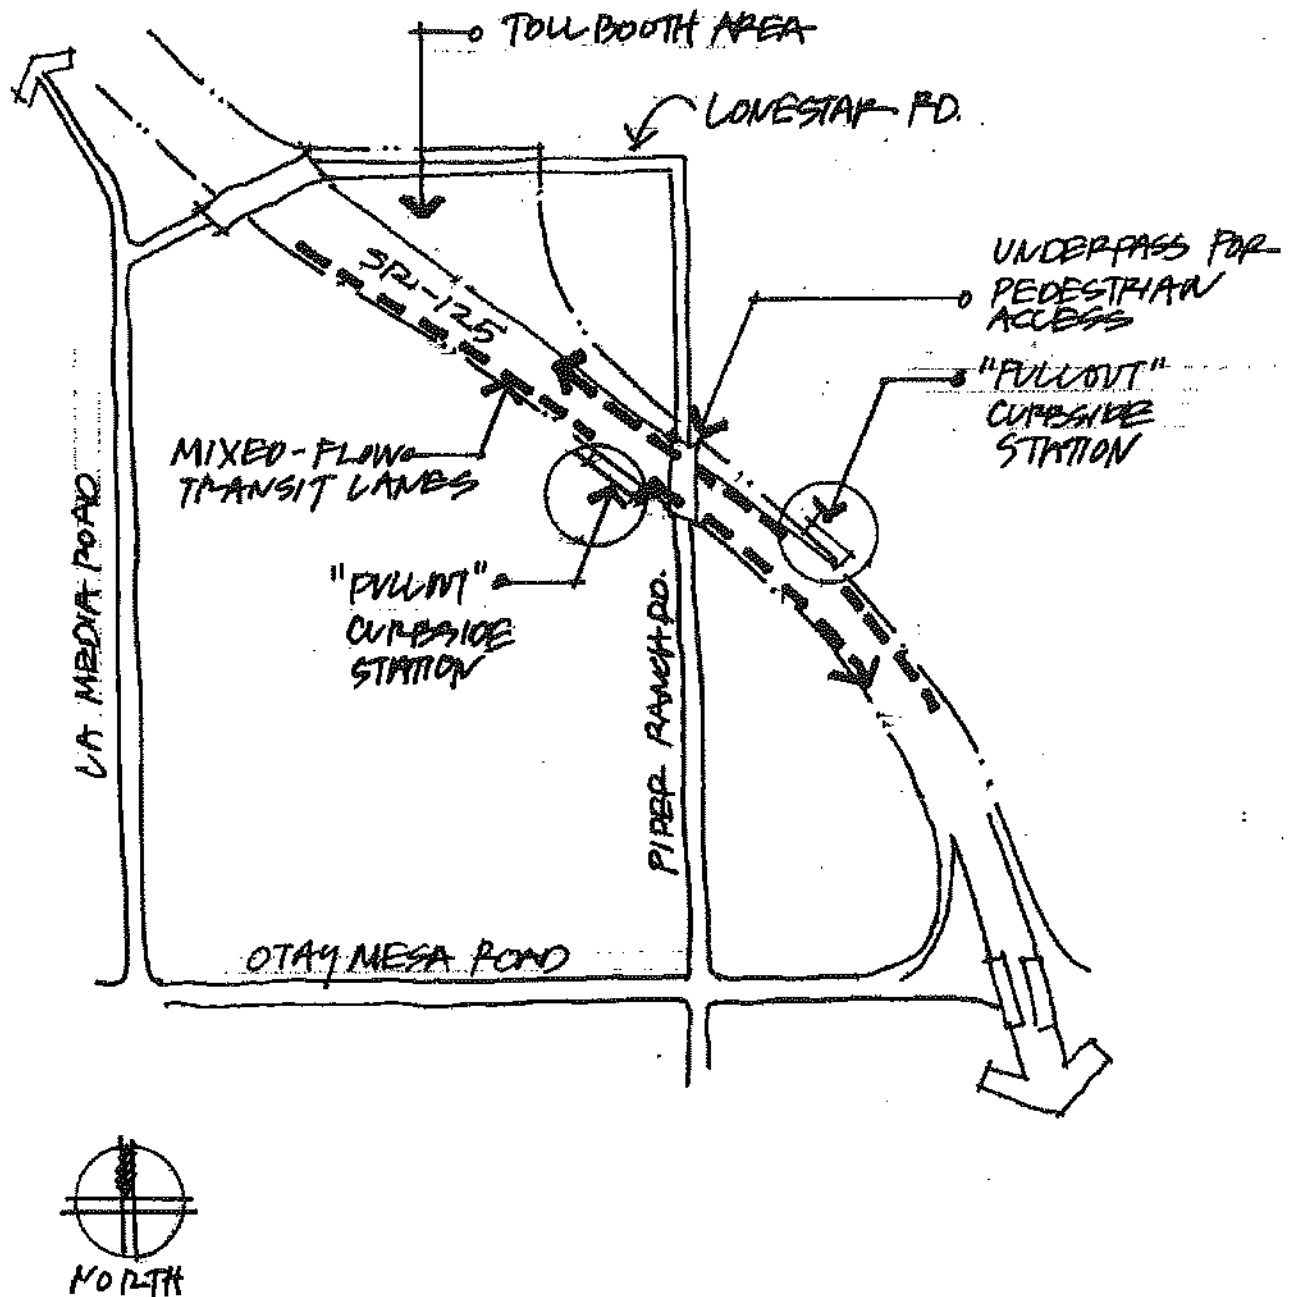 TOLL BOOTH AREA
LONESTAR RD.
UNDERPASS FOR
PEDESTRIAN
ACCESS
SR-125
"PULLOUT"
CURBSIDE
STATION
MIXED-FLOW
TRANSIT LANES
"PULLOUT"
CURBSIDE
STATION
LA MEDIA ROAD
PIPER RANCH RD.
OTAY MESA ROAD
NORTH